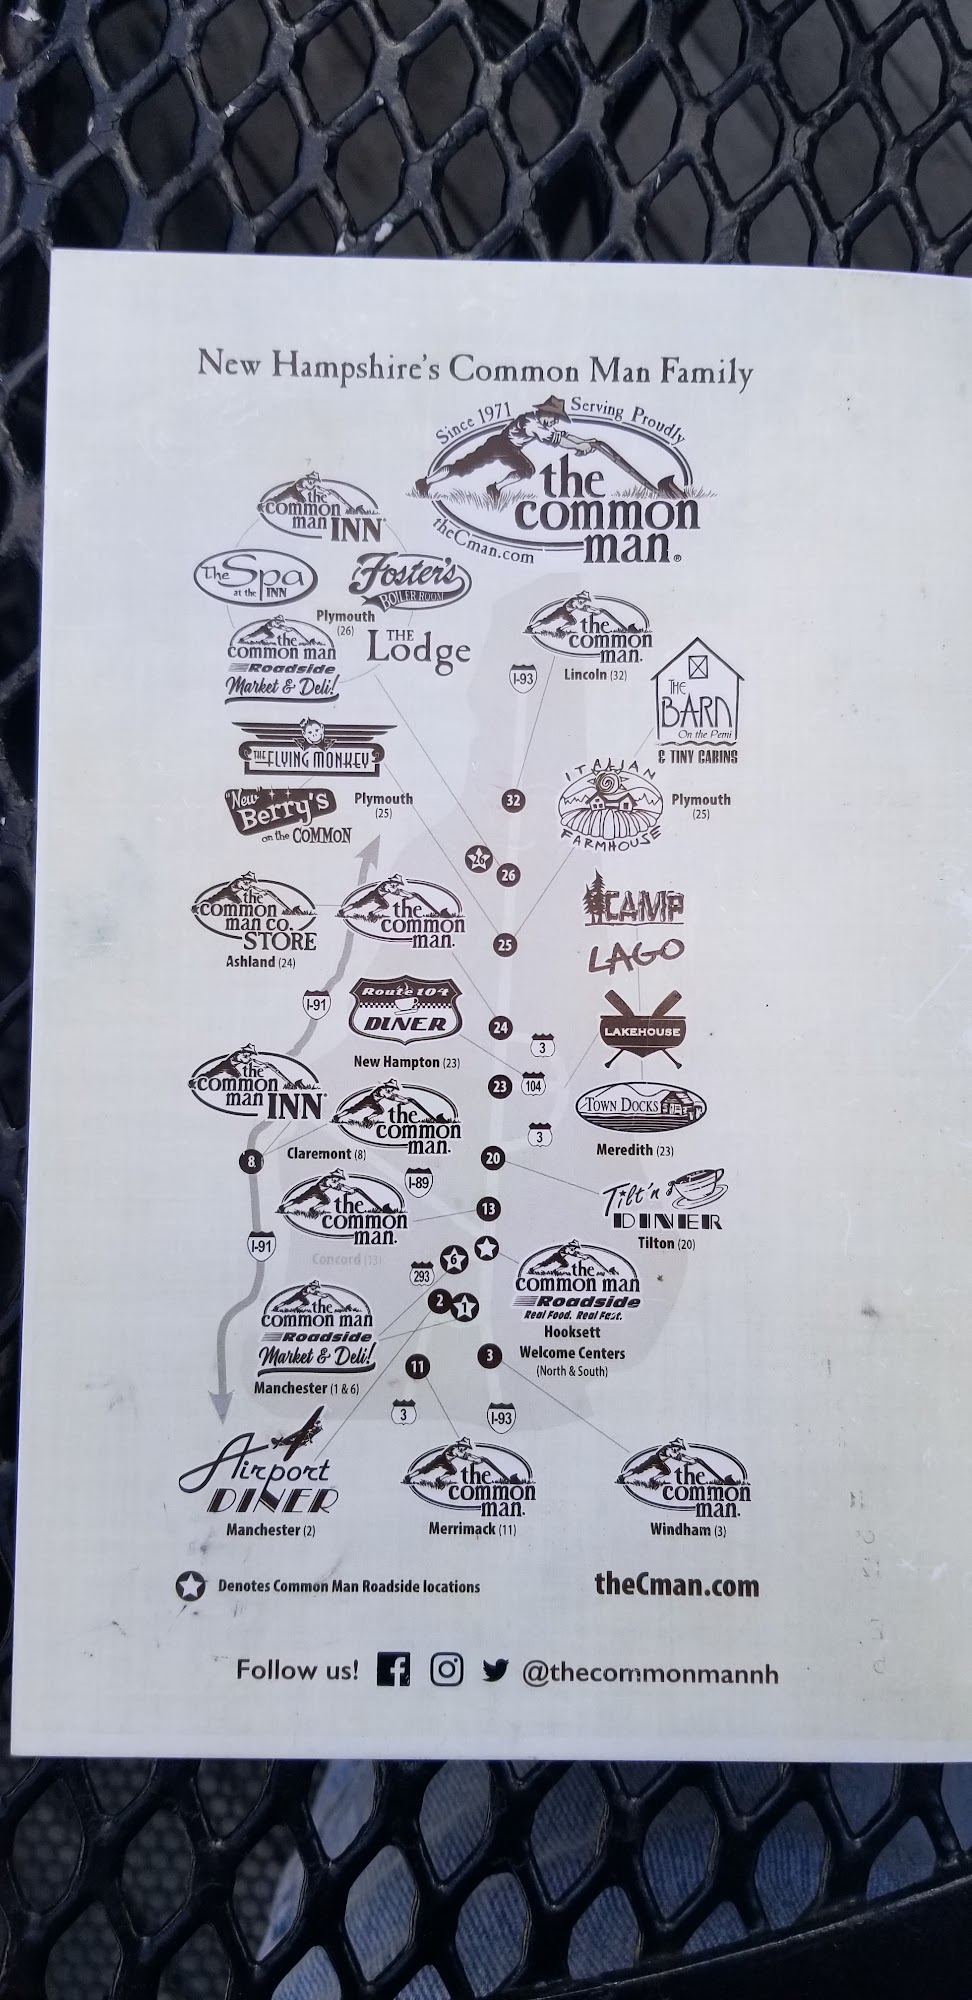 New Hampshire's Common Man Family
Since 1971 Serving Proudly
the
common
man.®
theCman.com
the
common
man INN
The Spa
at the INN
Foster's
BOILER ROOM
Plymouth
(26)
THE
Lodge
the
common man
Roadside
Market & Deli!
the
common
man.
Lincoln (32)
I-93
THE
BARN
On the Pemi
& TINY CABINS
THE FLYING MONKEY
"New"
Berry's
on the COMMON
Plymouth
(25)
32
ITALIAN
FARMHOUSE
Plymouth
(25)
26
26
the
common
man co.
STORE
Ashland (24)
the
common
man.
25
CAMP
LAGO
I-91
Route 104
DINER
New Hampton (23)
24
3
LAKEHOUSE
23
104
the
common
man INN
the
common
man.
Claremont (8)
8
3
TOWN DOCKS
Meredith (23)
20
I-89
Tilt'n
DINER
Tilton (20)
the
common
man.
Concord (13)
13
I-91
293
6
the
common man
Roadside
Real Food. Real Fast.
Hooksett
Welcome Centers
(North & South)
2
1
the
common man
Roadside
Market & Deli!
Manchester (1 & 6)
11
3
3
I-93
Airport
DINER
Manchester (2)
the
common
man.
Merrimack (11)
the
common
man.
Windham (3)
Denotes Common Man Roadside locations
theCman.com
Follow us! @thecommonmannh